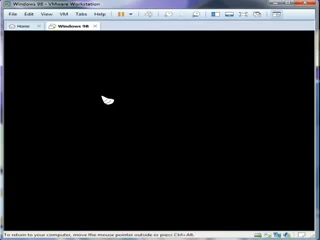 Windows 98 - VMware Workstation
File Edit View VM Tabs Help
Home Windows 98
To return to your computer, move the mouse pointer outside or press Ctrl+Alt.